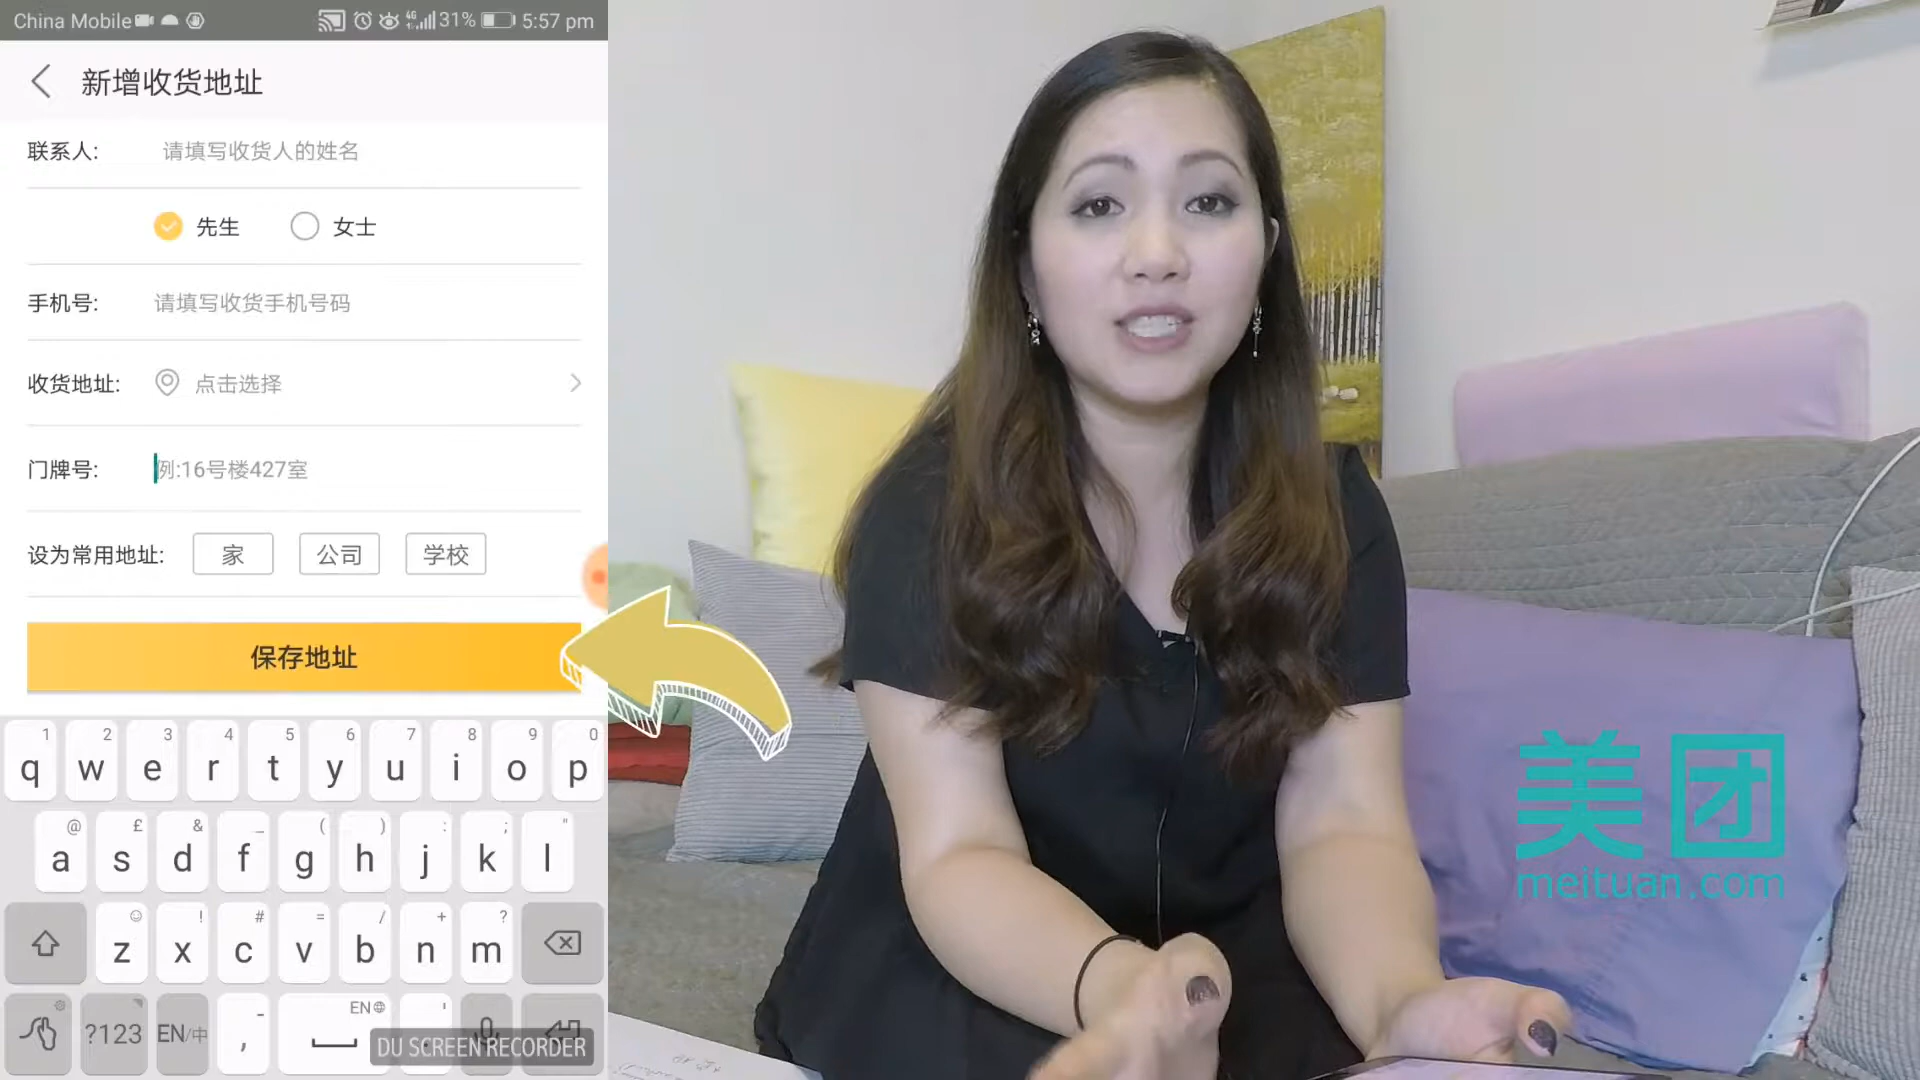 China Mobile 4G 31% 5:57 pm
新增收货地址
联系人: 请填写收货人的姓名
先生 女士
手机号: 请填写收货手机号码
收货地址: 点击选择
门牌号: 例:16号楼427室
设为常用地址: 家 公司 学校
保存地址
1 2 3 4 5 6 7 8 9 0
q w e r t y u i o p
@ £ & _ ( ) : ; "
a s d f g h j k l
! # = / + ?
z x c v b n m
EN
?123 EN/中 ,
DU SCREEN RECORDER
美团
meituan.com